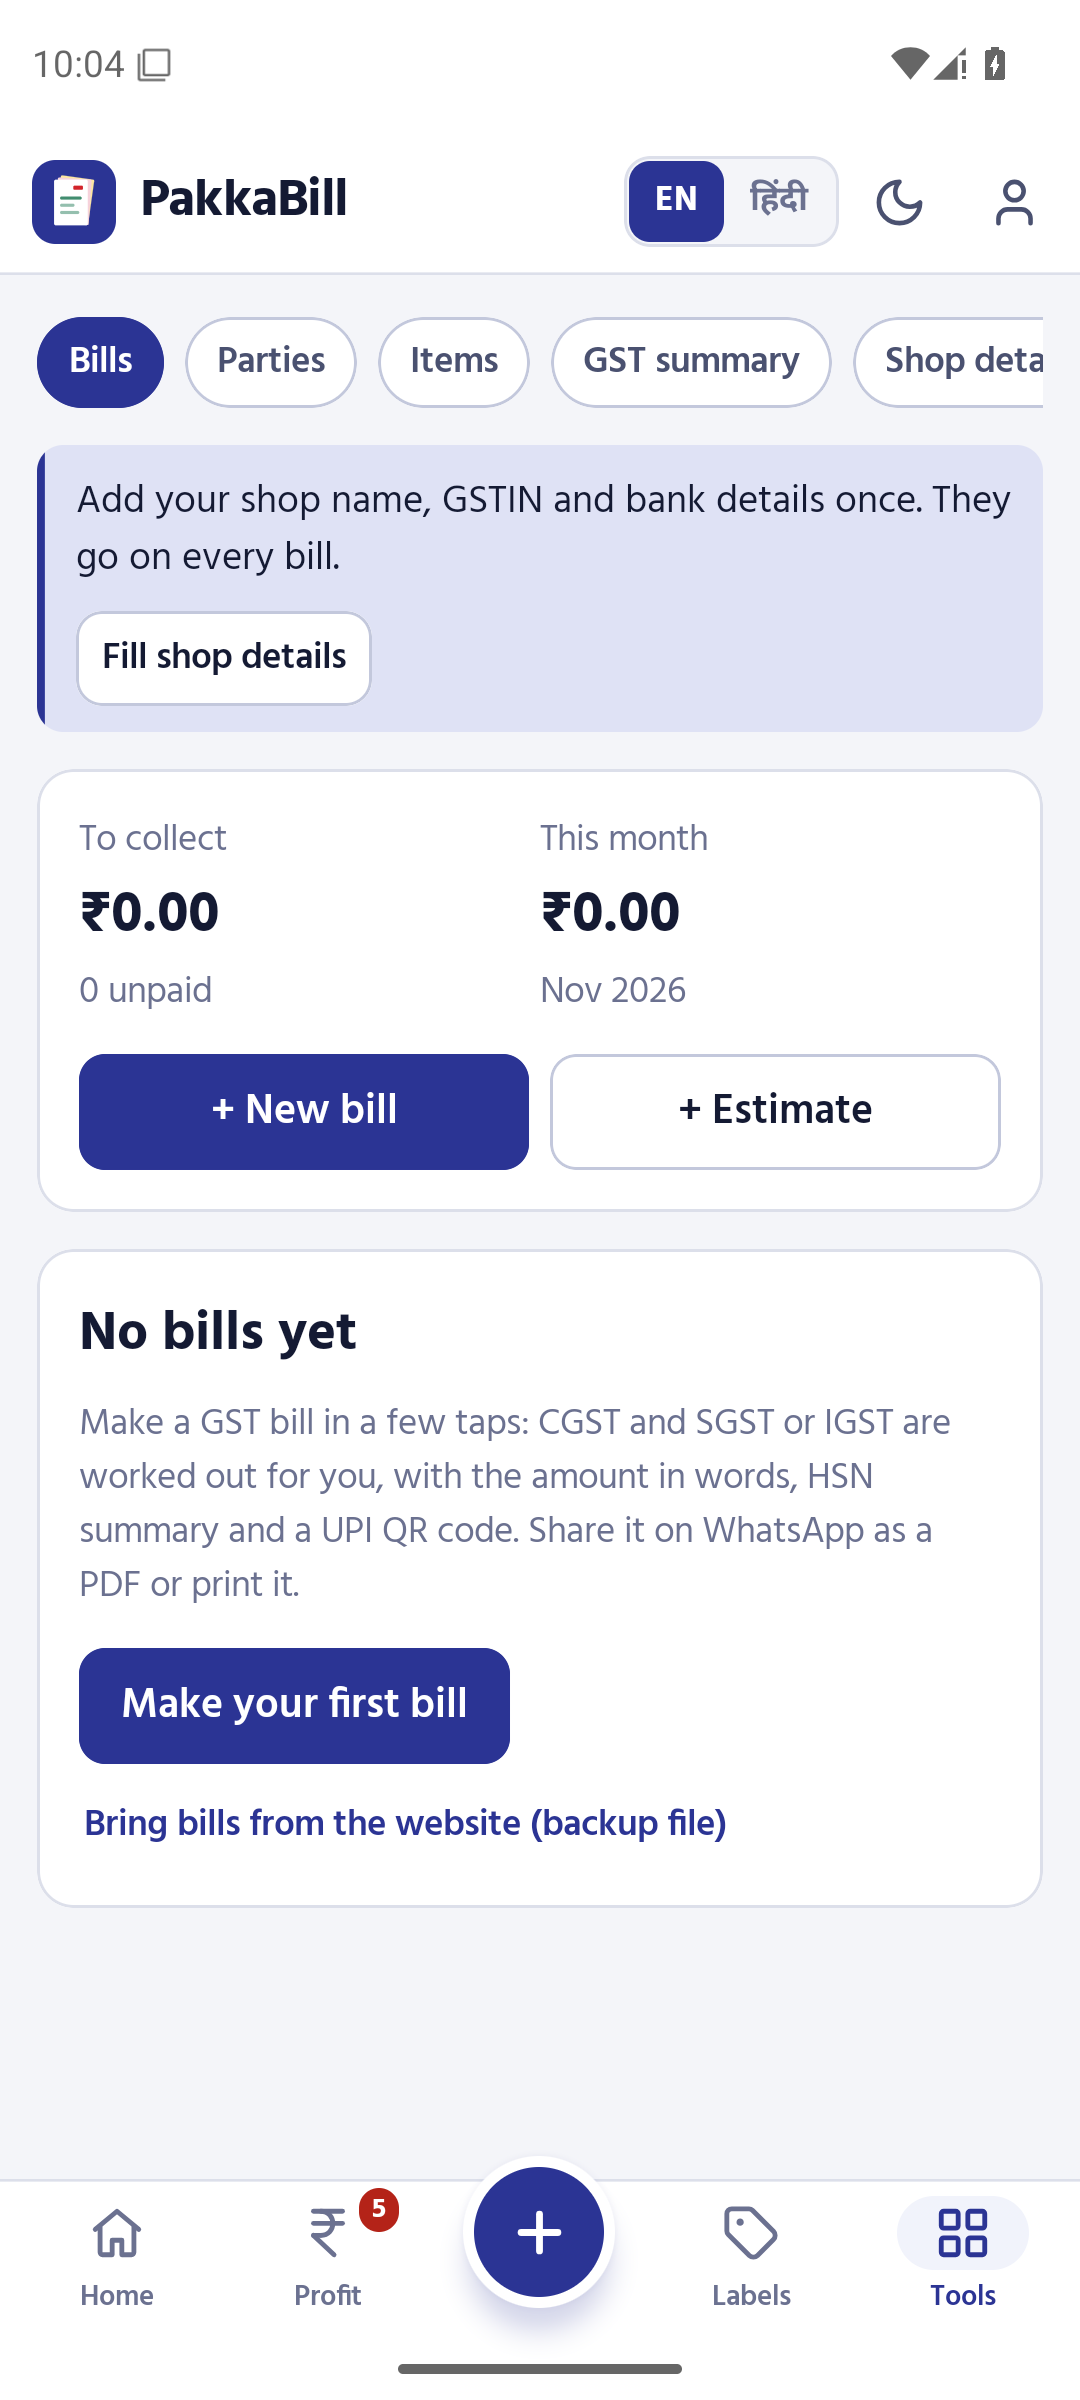 10:04
PakkaBill
EN
हिंदी
Bills
Parties
Items
GST summary
Shop deta
Add your shop name, GSTIN and bank details once. They
go on every bill.
Fill shop details
To collect
This month
₹0.00
₹0.00
0 unpaid
Nov 2026
+ New bill
+ Estimate
No bills yet
Make a GST bill in a few taps: CGST and SGST or IGST are
worked out for you, with the amount in words, HSN
summary and a UPI QR code. Share it on WhatsApp as a
PDF or print it.
Make your first bill
Bring bills from the website (backup file)
5
Home
Profit
Labels
Tools